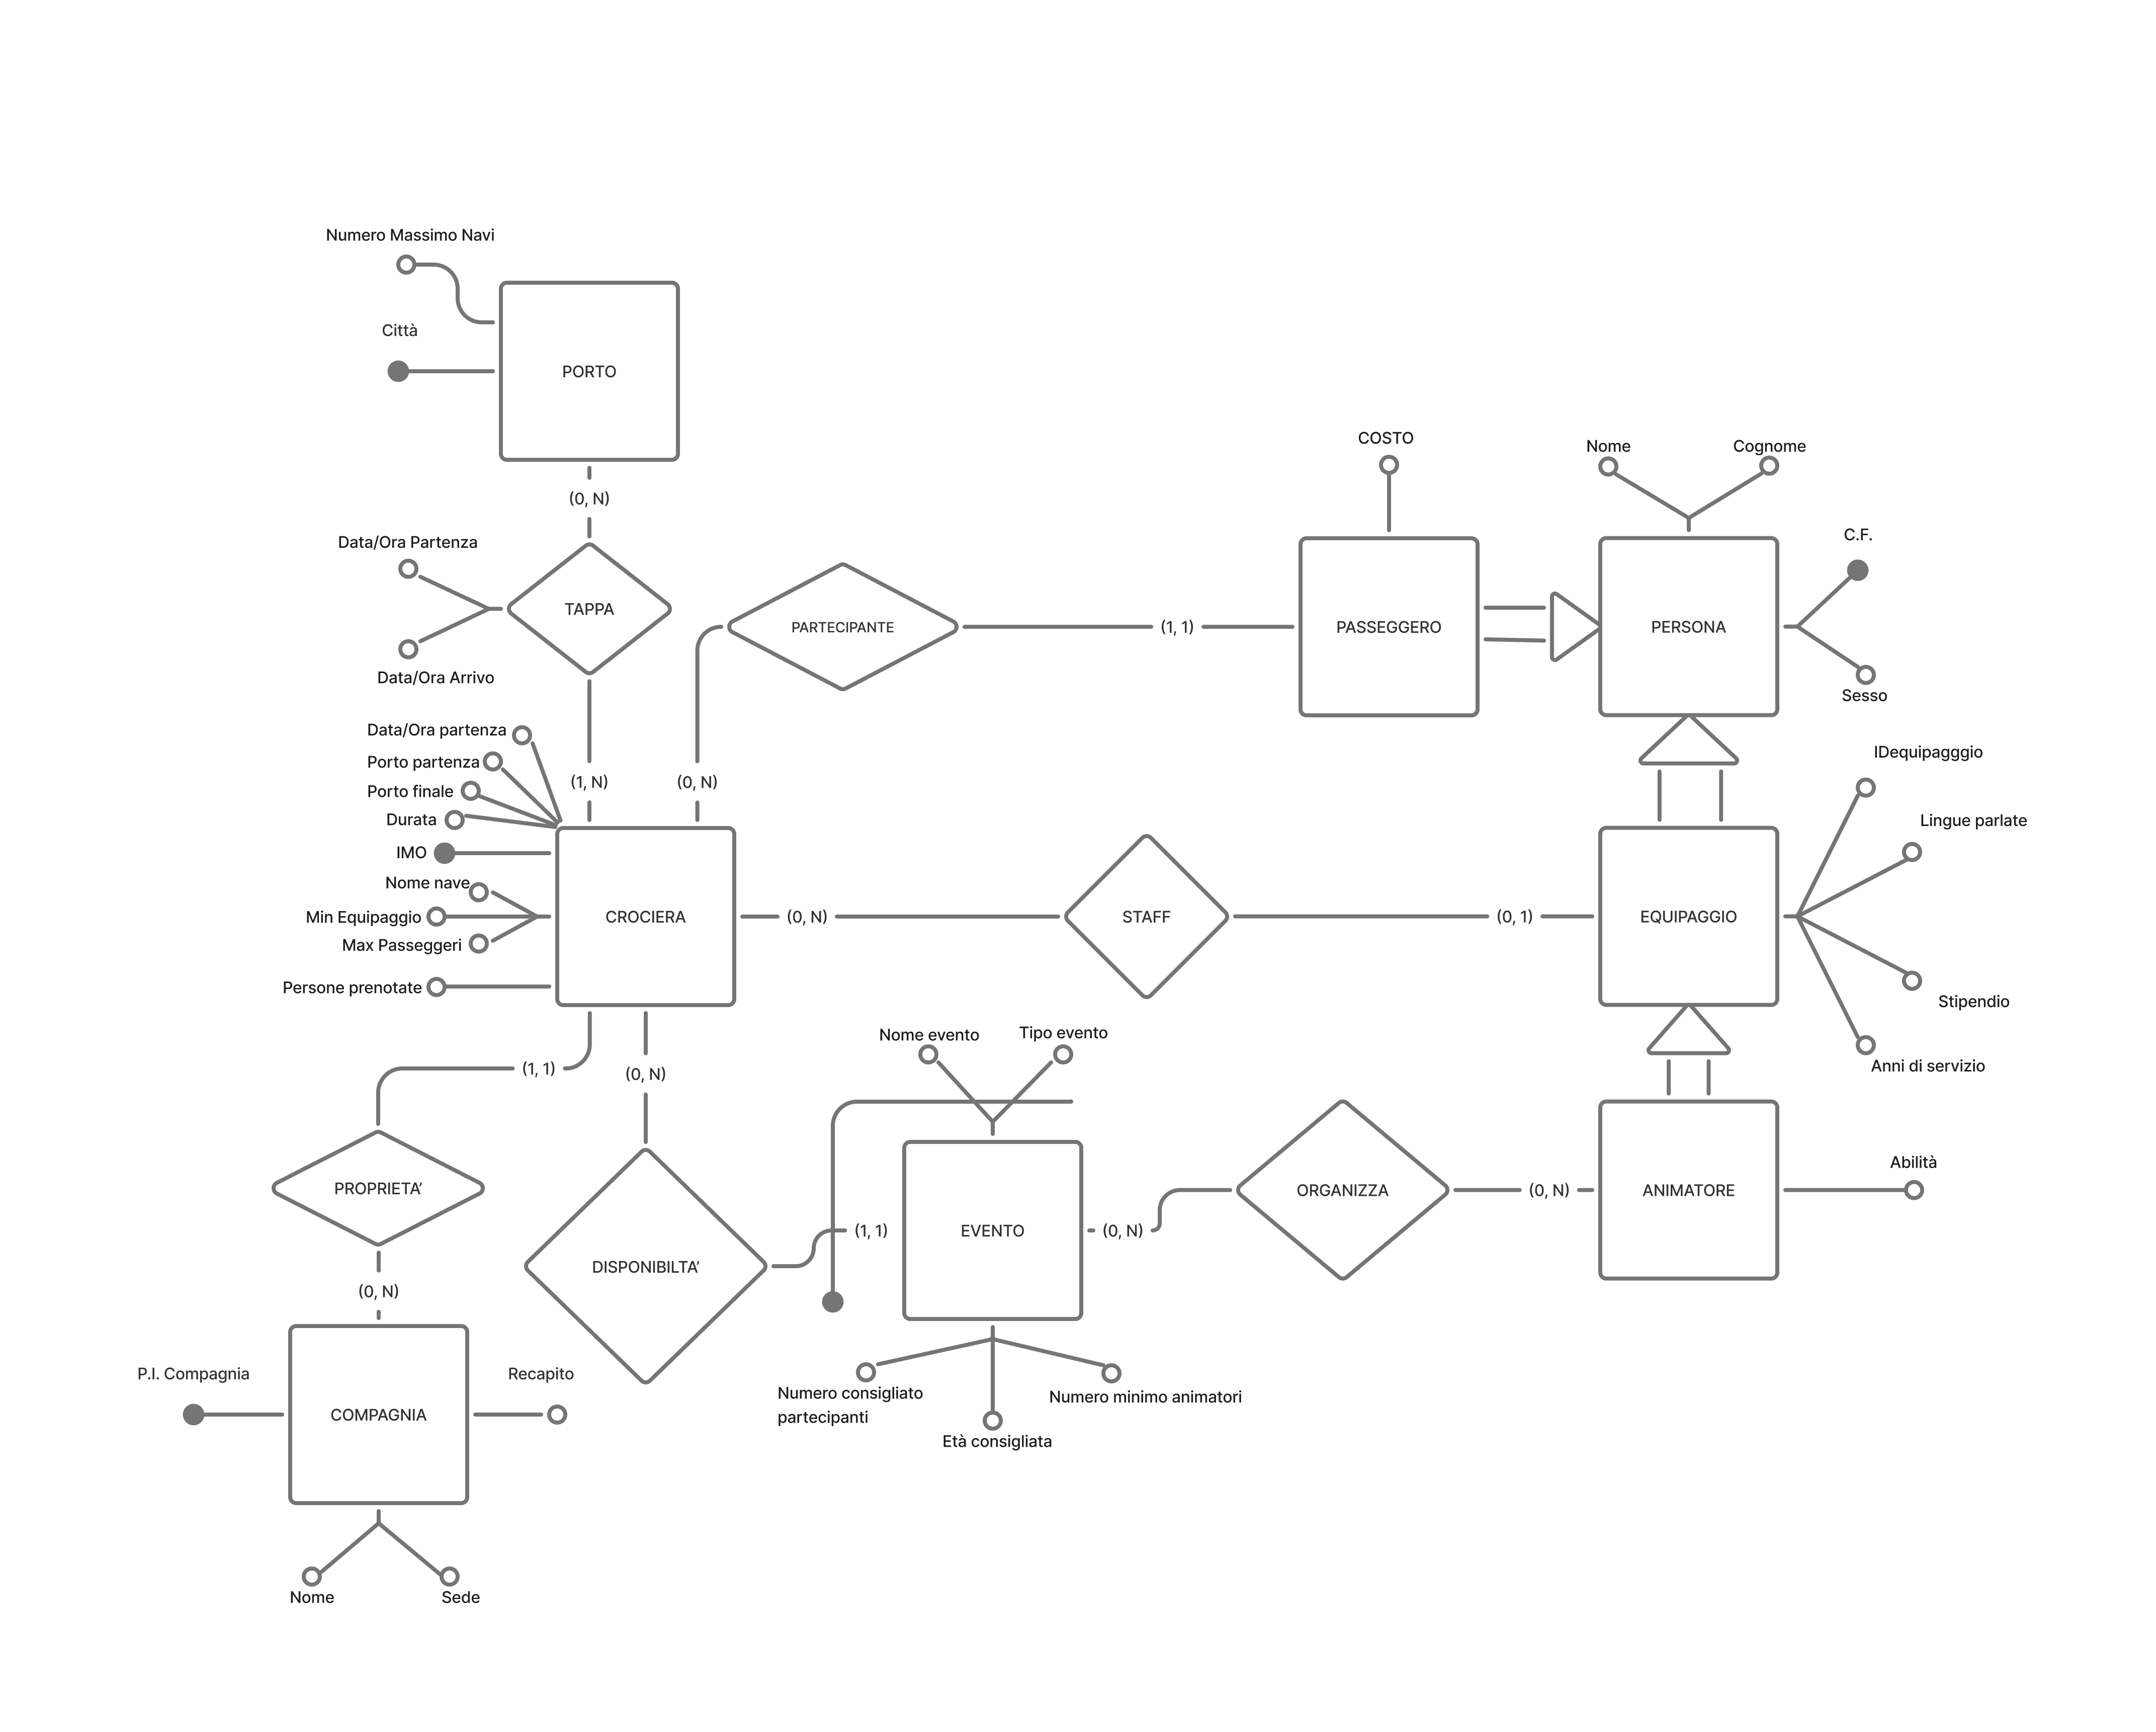 Numero Massimo Navi
Città
PORTO
(0, N)
Data/Ora Partenza
TAPPA
Data/Ora Arrivo
(1, N)
PARTECIPANTE
(0, N)
(1, 1)
COSTO
PASSEGGERO
Nome
Cognome
C.F.
PERSONA
Sesso
Data/Ora partenza
Porto partenza
Porto finale
Durata
IMO
Nome nave
Min Equipaggio
Max Passeggeri
Persone prenotate
CROCIERA
(0, N)
STAFF
(0, 1)
EQUIPAGGIO
IDequipagggio
Lingue parlate
Stipendio
Anni di servizio
(1, 1)
(0, N)
PROPRIETA’
(0, N)
DISPONIBILTA’
(1, 1)
Nome evento
Tipo evento
EVENTO
(0, N)
ORGANIZZA
(0, N)
ANIMATORE
Abilità
Numero consigliato
partecipanti
Età consigliata
Numero minimo animatori
P.I. Compagnia
COMPAGNIA
Recapito
Nome
Sede